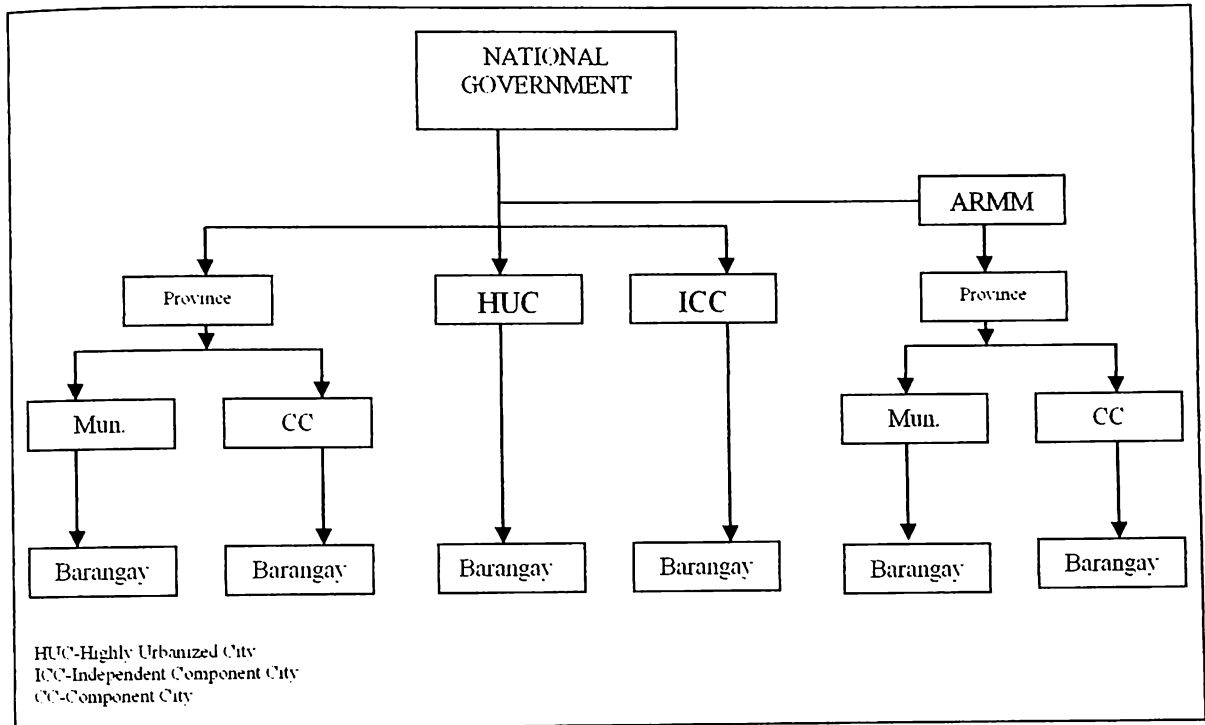 NATIONAL
GOVERNMENT
ARMM
Province
HUC
ICC
Province
Mun.
CC
Mun.
CC
Barangay
Barangay
Barangay
Barangay
Barangay
Barangay
HUC-Highly Urbanized City
ICC-Independent Component City
CC-Component City